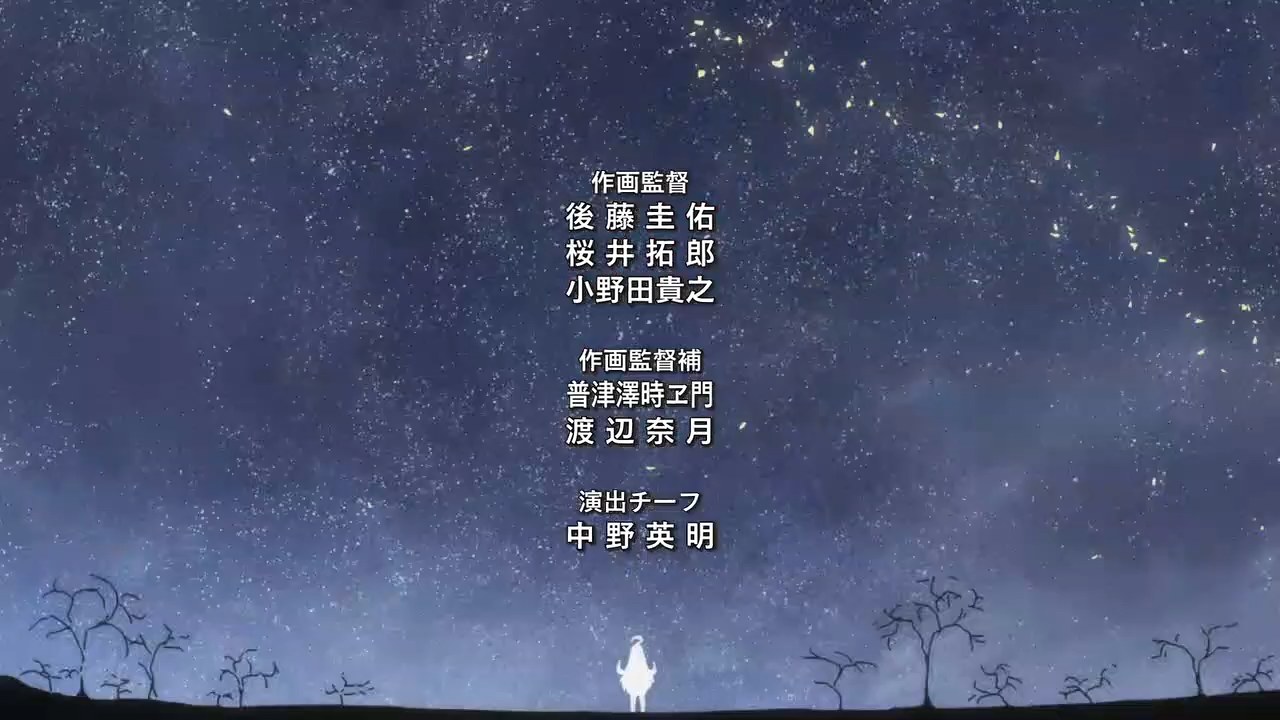 作画監督
後藤圭佑
桜井拓郎
小野田貴之
作画監督補
普津澤時ヱ門
渡辺奈月
演出チーフ
中野英明